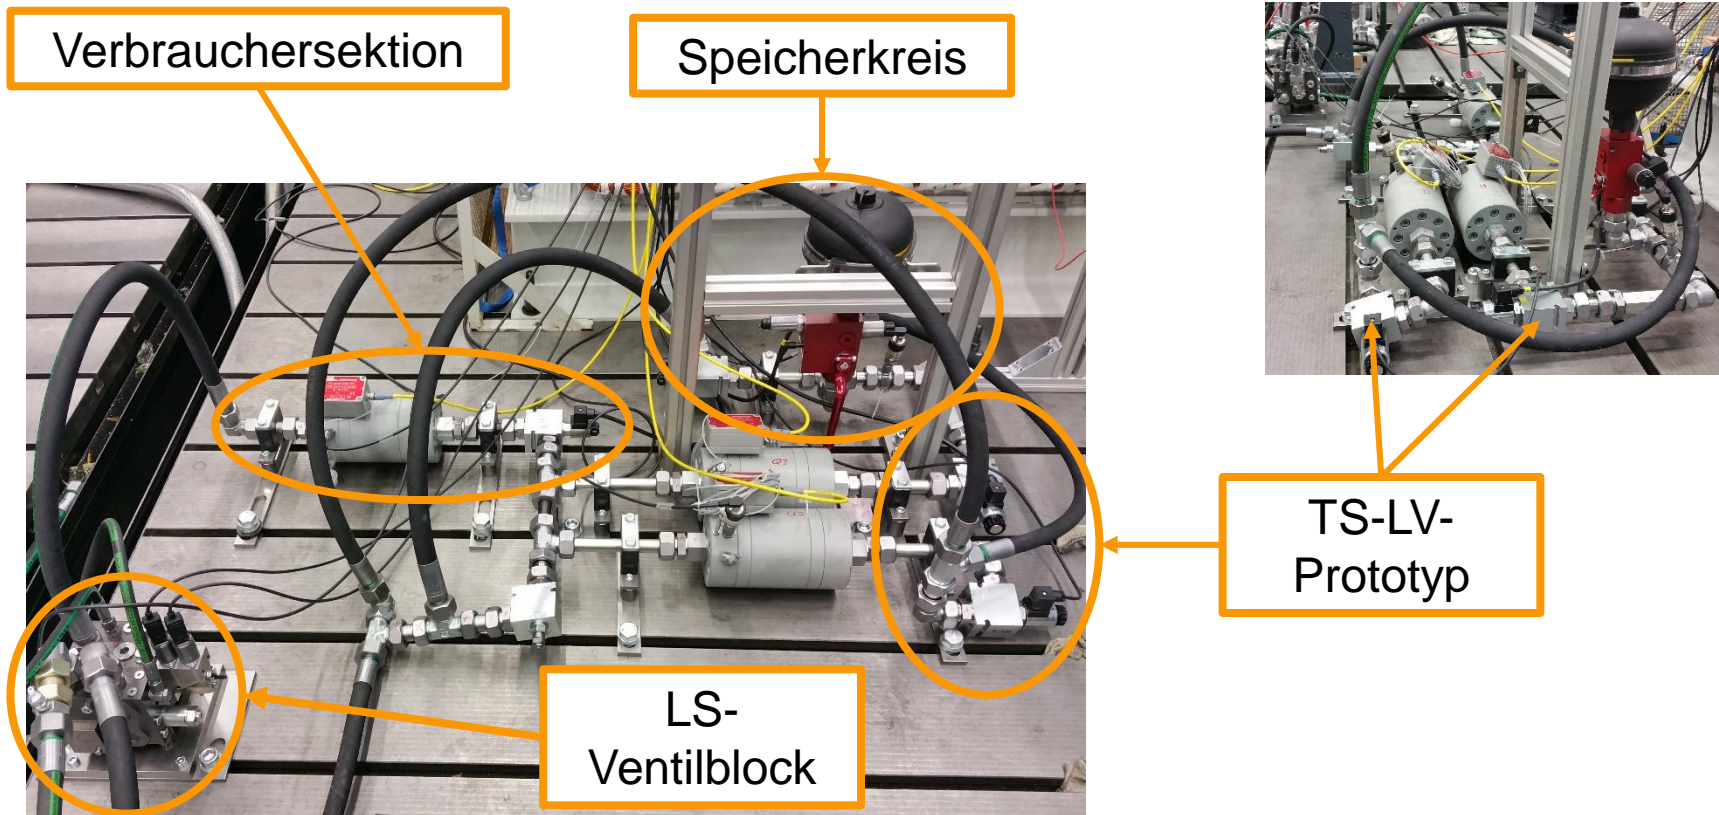 Verbrauchersektion
Speicherkreis
TS-LV-
Prototyp
LS-
Ventilblock